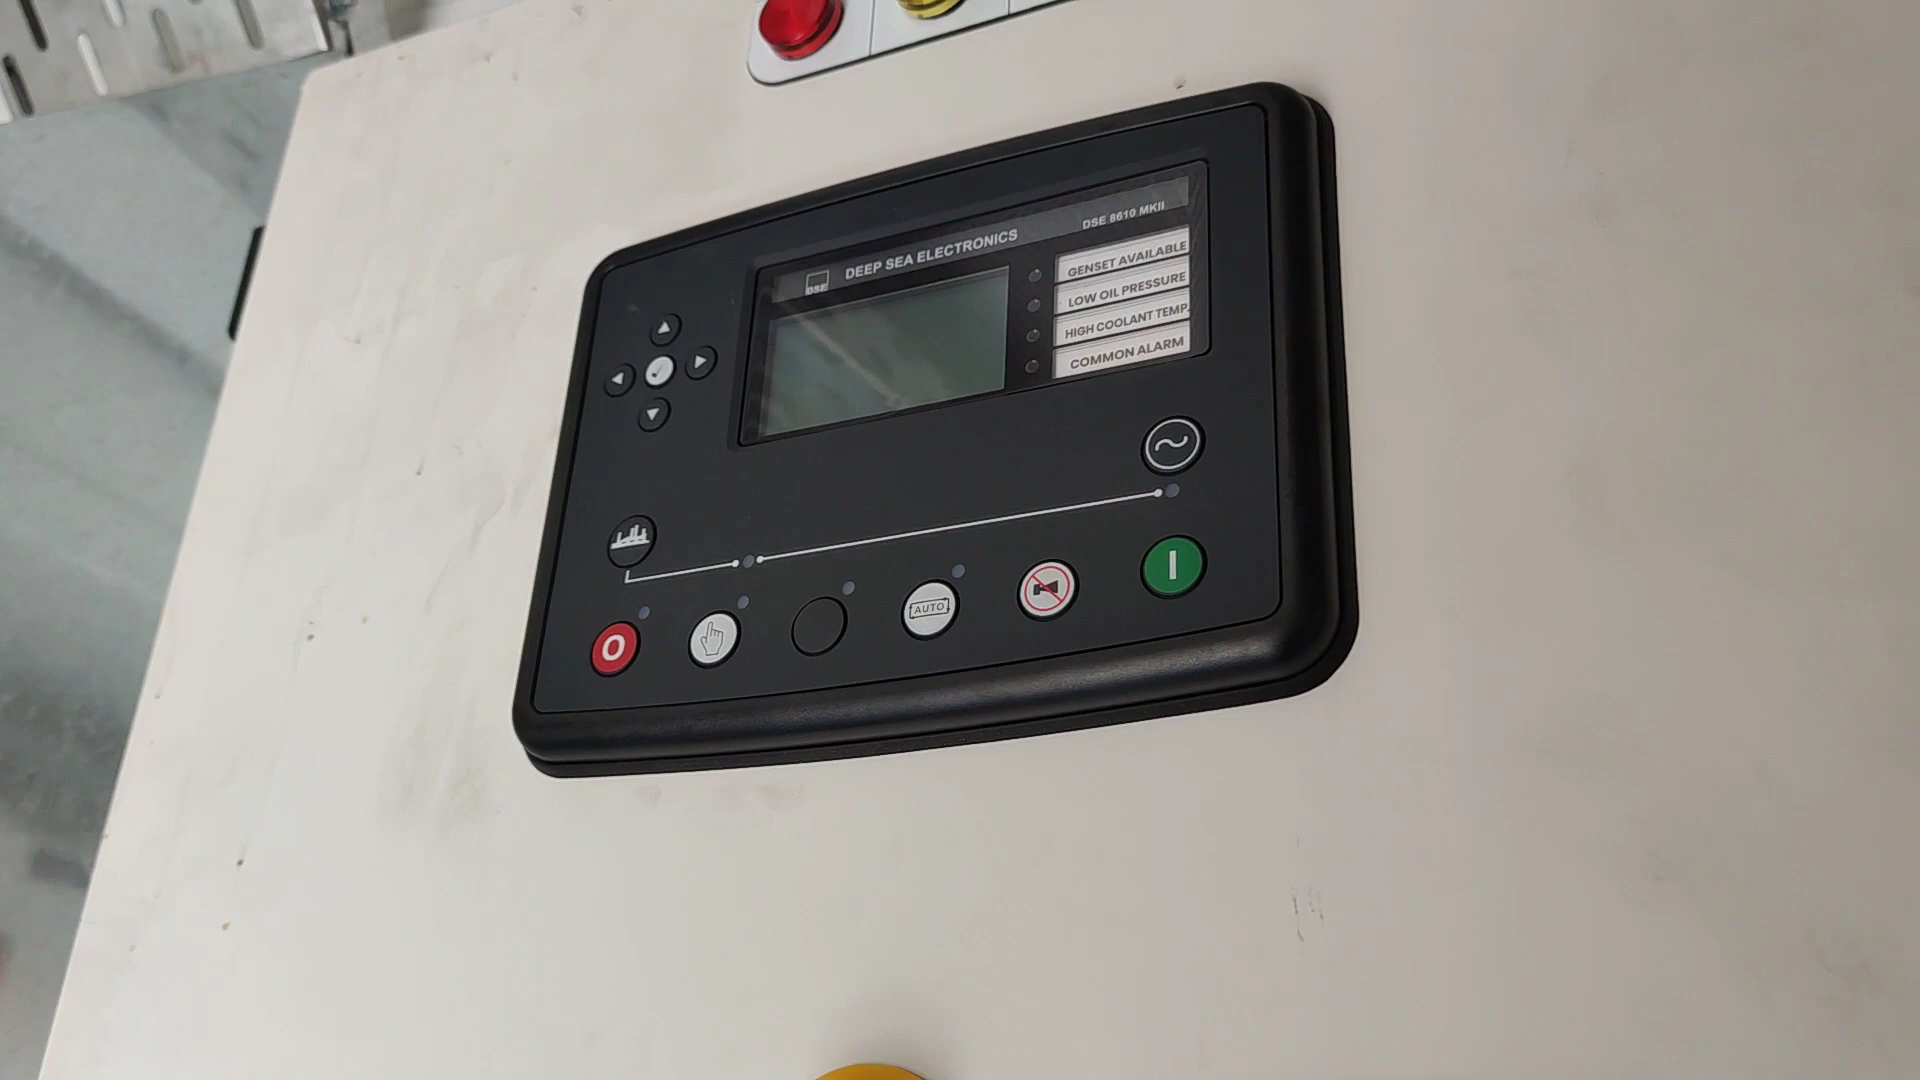 DSE
DEEP SEA ELECTRONICS
DSE 8610 MKII
GENSET AVAILABLE
LOW OIL PRESSURE
HIGH COOLANT TEMP.
COMMON ALARM
O
AUTO
I